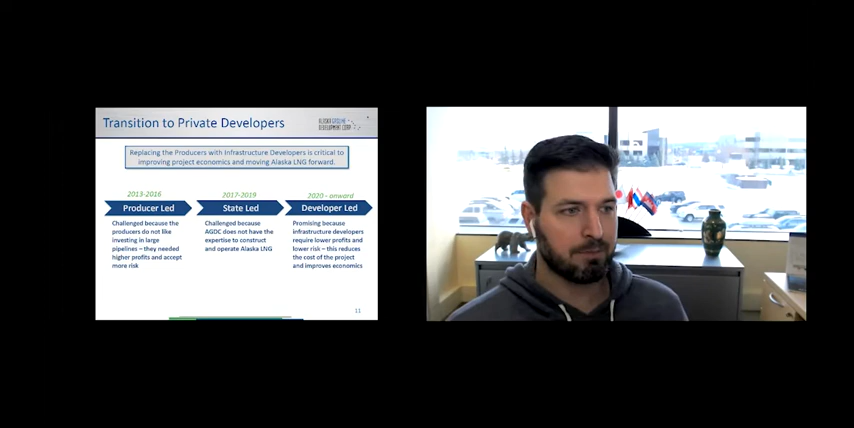 Transition to Private Developers
ALASKA GASLINE
DEVELOPMENT CORP.
Replacing the Producers with Infrastructure Developers is critical to
improving project economics and moving Alaska LNG forward.
2013-2016
2017-2019
2020 - onward
Producer Led
State Led
Developer Led
Challenged because the
producers do not like
investing in large
pipelines – they needed
higher profits and accept
more risk
Challenged because
AGDC does not have the
expertise to construct
and operate Alaska LNG
Promising because
infrastructure developers
require lower profits and
lower risk – this reduces
the cost of the project
and improves economics
11